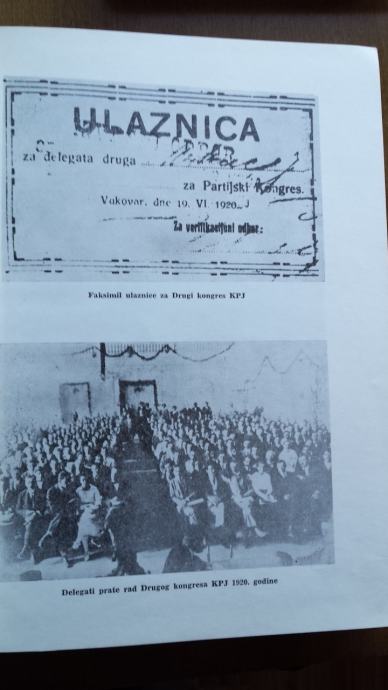 ULAZNICA
za delegata druga
za Partijski Kongres.
Vukovar, dne 19. VI 1920.
Za verifikacijoni odbor:
Faksimil ulaznice za Drugi kongres KPJ
Delegati prate rad Drugog kongresa KPJ 1920. godine